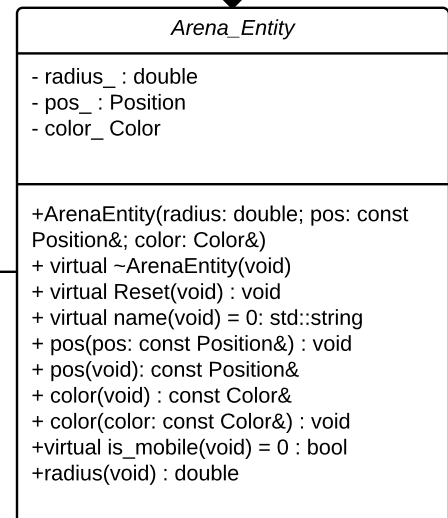 Arena_Entity
- radius_ : double
- pos_ : Position
- color_ Color
+ArenaEntity(radius: double; pos: const
Position&; color: Color&)
+ virtual ~ArenaEntity(void)
+ virtual Reset(void) : void
+ virtual name(void) = 0: std::string
+ pos(pos: const Position&) : void
+ pos(void): const Position&
+ color(void) : const Color&
+ color(color: const Color&) : void
+virtual is_mobile(void) = 0 : bool
+radius(void) : double